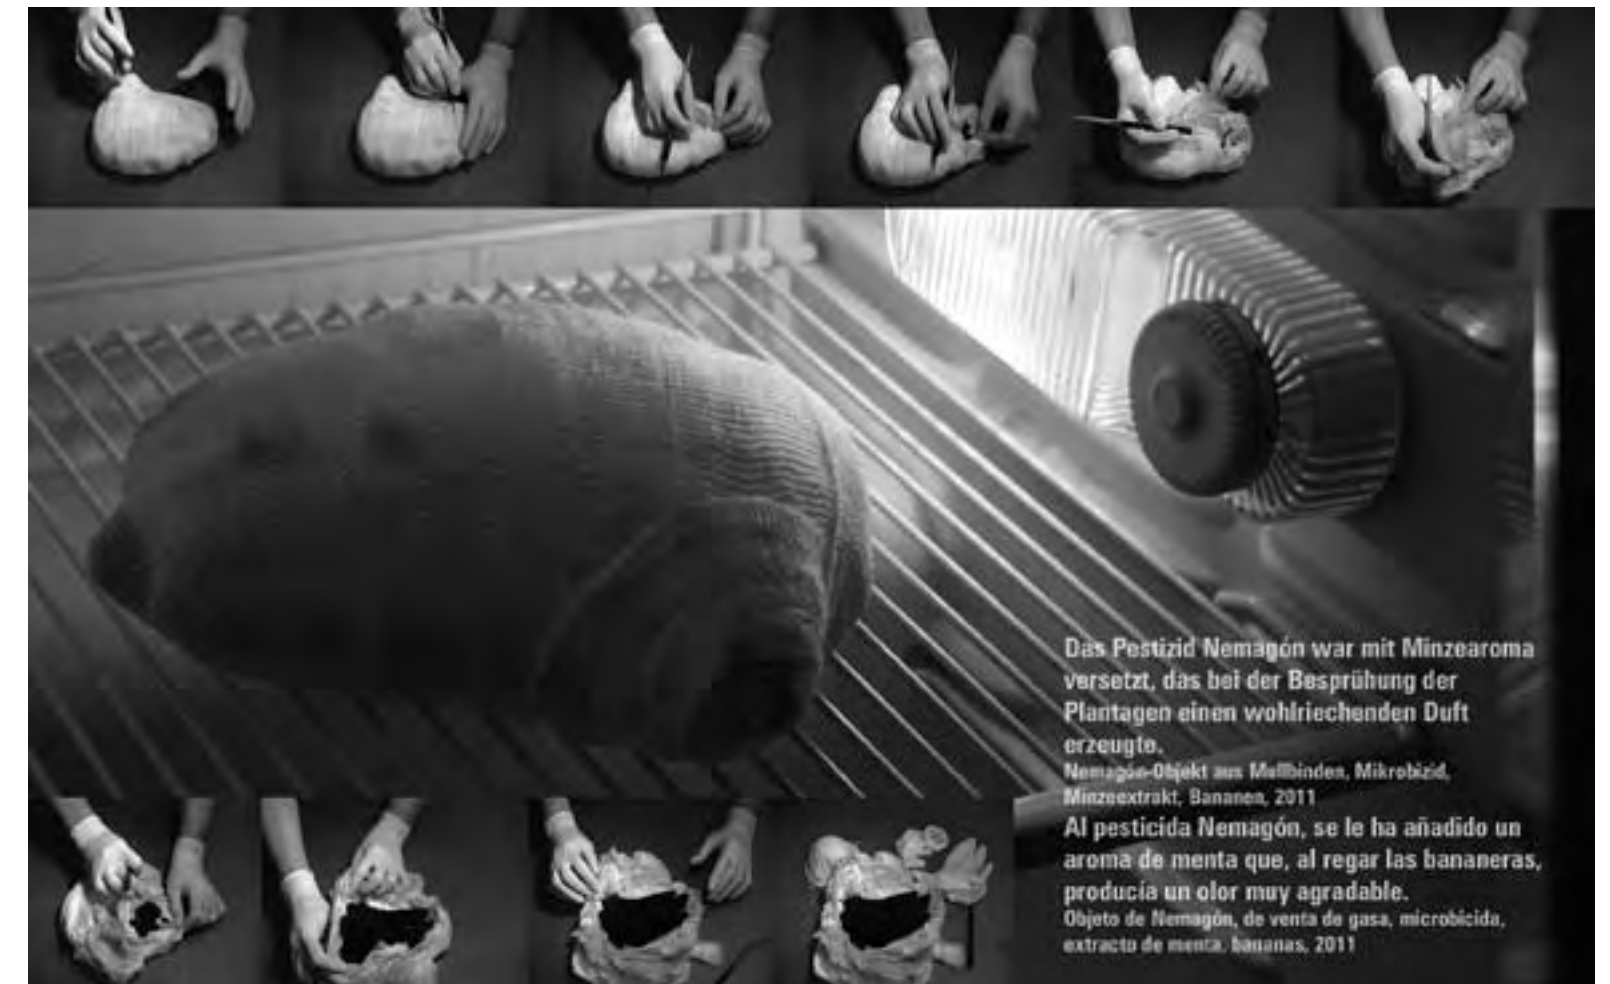 Das Pestizid Nemagón war mit Minzearoma
versetzt, das bei der Besprühung der
Plantagen einen wohlriechenden Duft
erzeugte.
Nemagón-Objekt aus Mullbinden, Mikrobizid,
Minzeextrakt, Bananen, 2011
Al pesticida Nemagón, se le ha añadido un
aroma de menta que, al regar las bananeras,
producía un olor muy agradable.
Objeto de Nemagón, de venta de gasa, microbicida,
extracto de menta, bananas, 2011